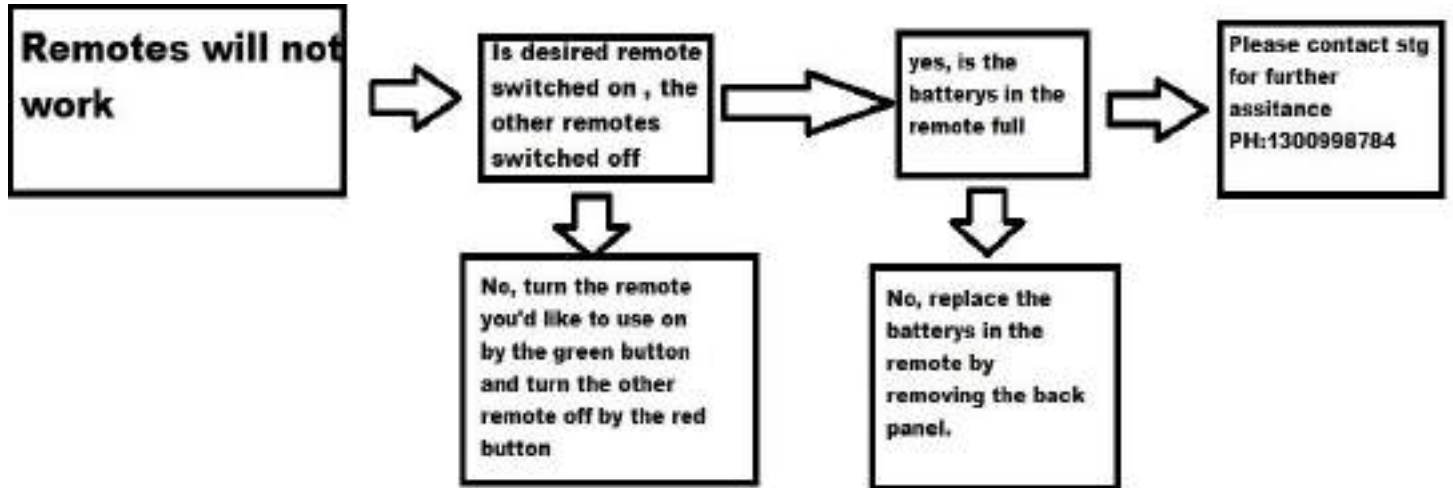 Remotes will not
work
Is desired remote
switched on , the
other remotes
switched off
yes, is the
batterys in the
remote full
Please contact stg
for further
assitance
PH:1300998784
No, turn the remote
you'd like to use on
by the green button
and turn the other
remote off by the red
button
No, replace the
batterys in the
remote by
removing the back
panel.